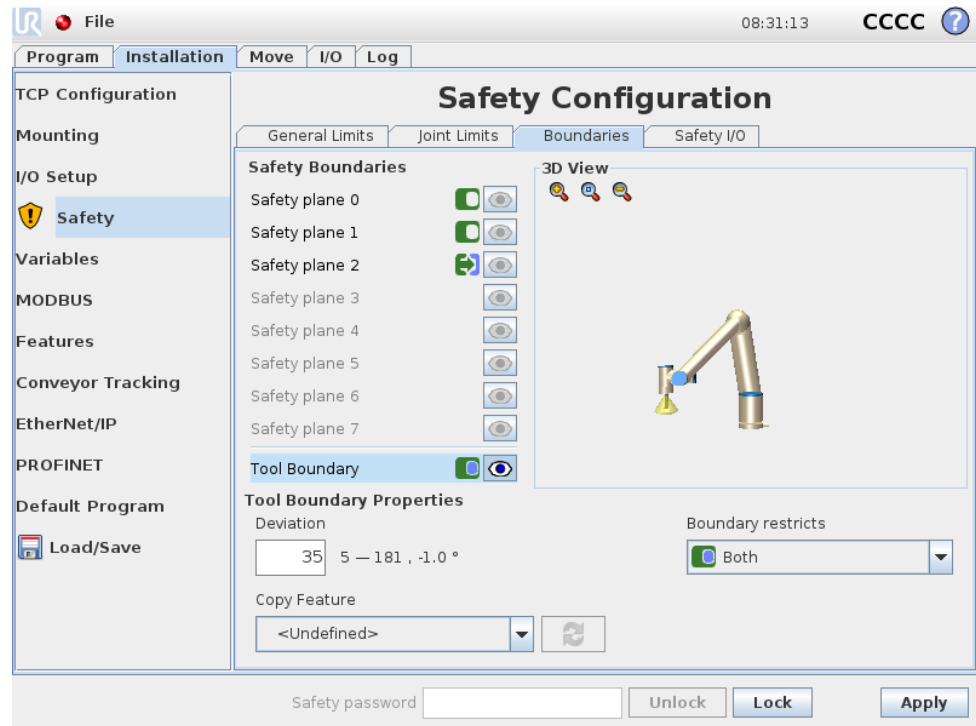 UR File 08:31:13 CCCC ?
Program Installation Move I/O Log
TCP Configuration
Mounting
I/O Setup
Safety
Variables
MODBUS
Features
Conveyor Tracking
EtherNet/IP
PROFINET
Default Program
Load/Save
Safety Configuration
General Limits Joint Limits Boundaries Safety I/O
Safety Boundaries
Safety plane 0
Safety plane 1
Safety plane 2
Safety plane 3
Safety plane 4
Safety plane 5
Safety plane 6
Safety plane 7
Tool Boundary
3D View
Tool Boundary Properties
Deviation
35 5 — 181 , -1.0 °
Boundary restricts
Both
Copy Feature
<Undefined>
Safety password Unlock Lock Apply